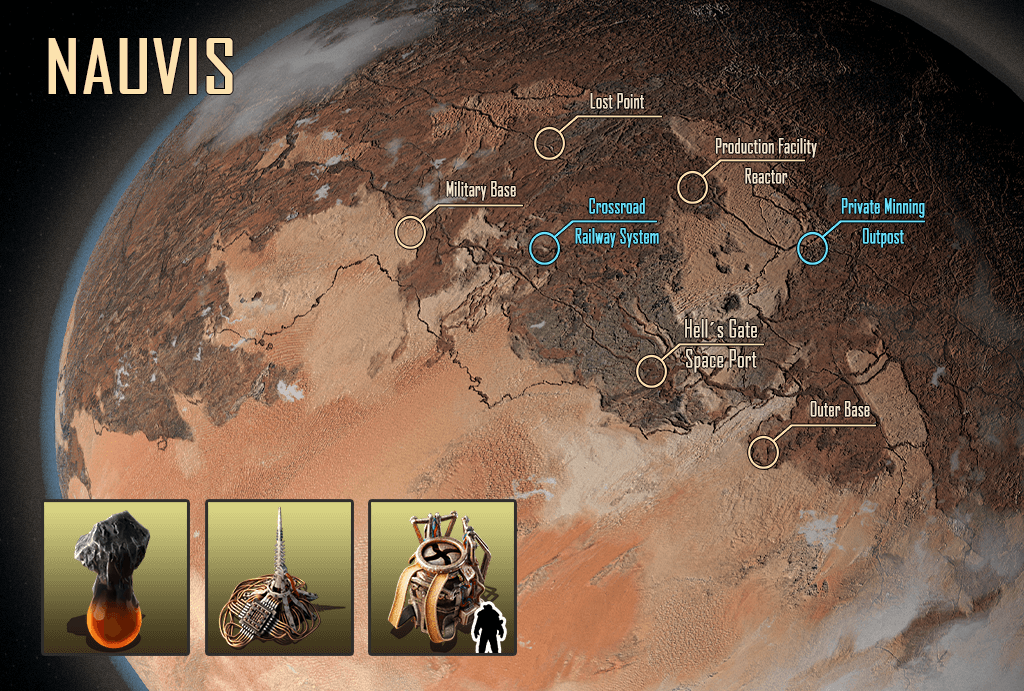 NAUVIS
Lost Point
Production Facility
Reactor
Military Base
Crossroad
Railway System
Private Minning
Outpost
Hell´s Gate
Space Port
Outer Base